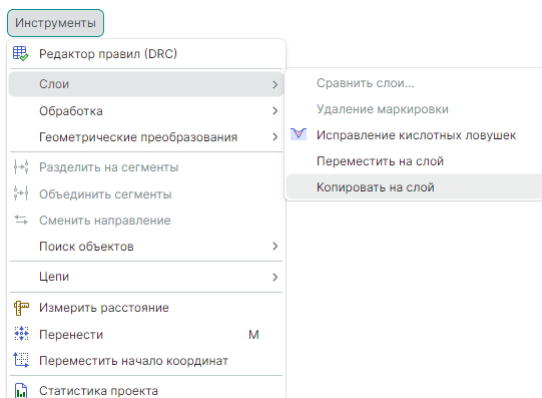 Инструменты
Редактор правил (DRC)
Слои
Обработка
Геометрические преобразования
Разделить на сегменты
Объединить сегменты
Сменить направление
Поиск объектов
Цепи
Измерить расстояние
Перенести M
Переместить начало координат
Статистика проекта
Сравнить слои...
Удаление маркировки
Исправление кислотных ловушек
Переместить на слой
Копировать на слой